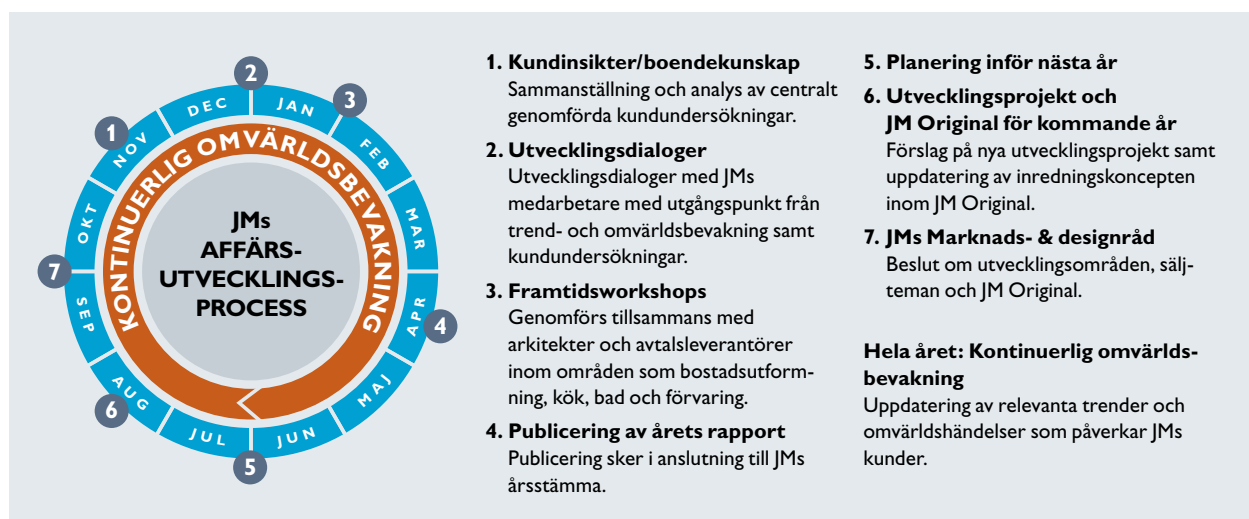 2
DEC
JAN
3
1
NOV
FEB
KONTINUERLIG OMVÄRLDSBEVAKNING
OKT
MAR
JMs
AFFÄRS-
UTVECKLINGS-
PROCESS
7
SEP
APR
4
AUG
MAJ
6
JUL
JUN
5
1. Kundinsikter/boendekunskap
Sammanställning och analys av centralt
genomförda kundundersökningar.
2. Utvecklingsdialoger
Utvecklingsdialoger med JMs
medarbetare med utgångspunkt från
trend- och omvärldsbevakning samt
kundundersökningar.
3. Framtidsworkshops
Genomförs tillsammans med
arkitekter och avtalsleverantörer
inom områden som bostadsutform-
ning, kök, bad och förvaring.
4. Publicering av årets rapport
Publicering sker i anslutning till JMs
årsstämma.
5. Planering inför nästa år
6. Utvecklingsprojekt och
JM Original för kommande år
Förslag på nya utvecklingsprojekt samt
uppdatering av inredningskoncepten
inom JM Original.
7. JMs Marknads- & designråd
Beslut om utvecklingsområden, sälj-
teman och JM Original.
Hela året: Kontinuerlig omvärlds-
bevakning
Uppdatering av relevanta trender och
omvärldshändelser som påverkar JMs
kunder.